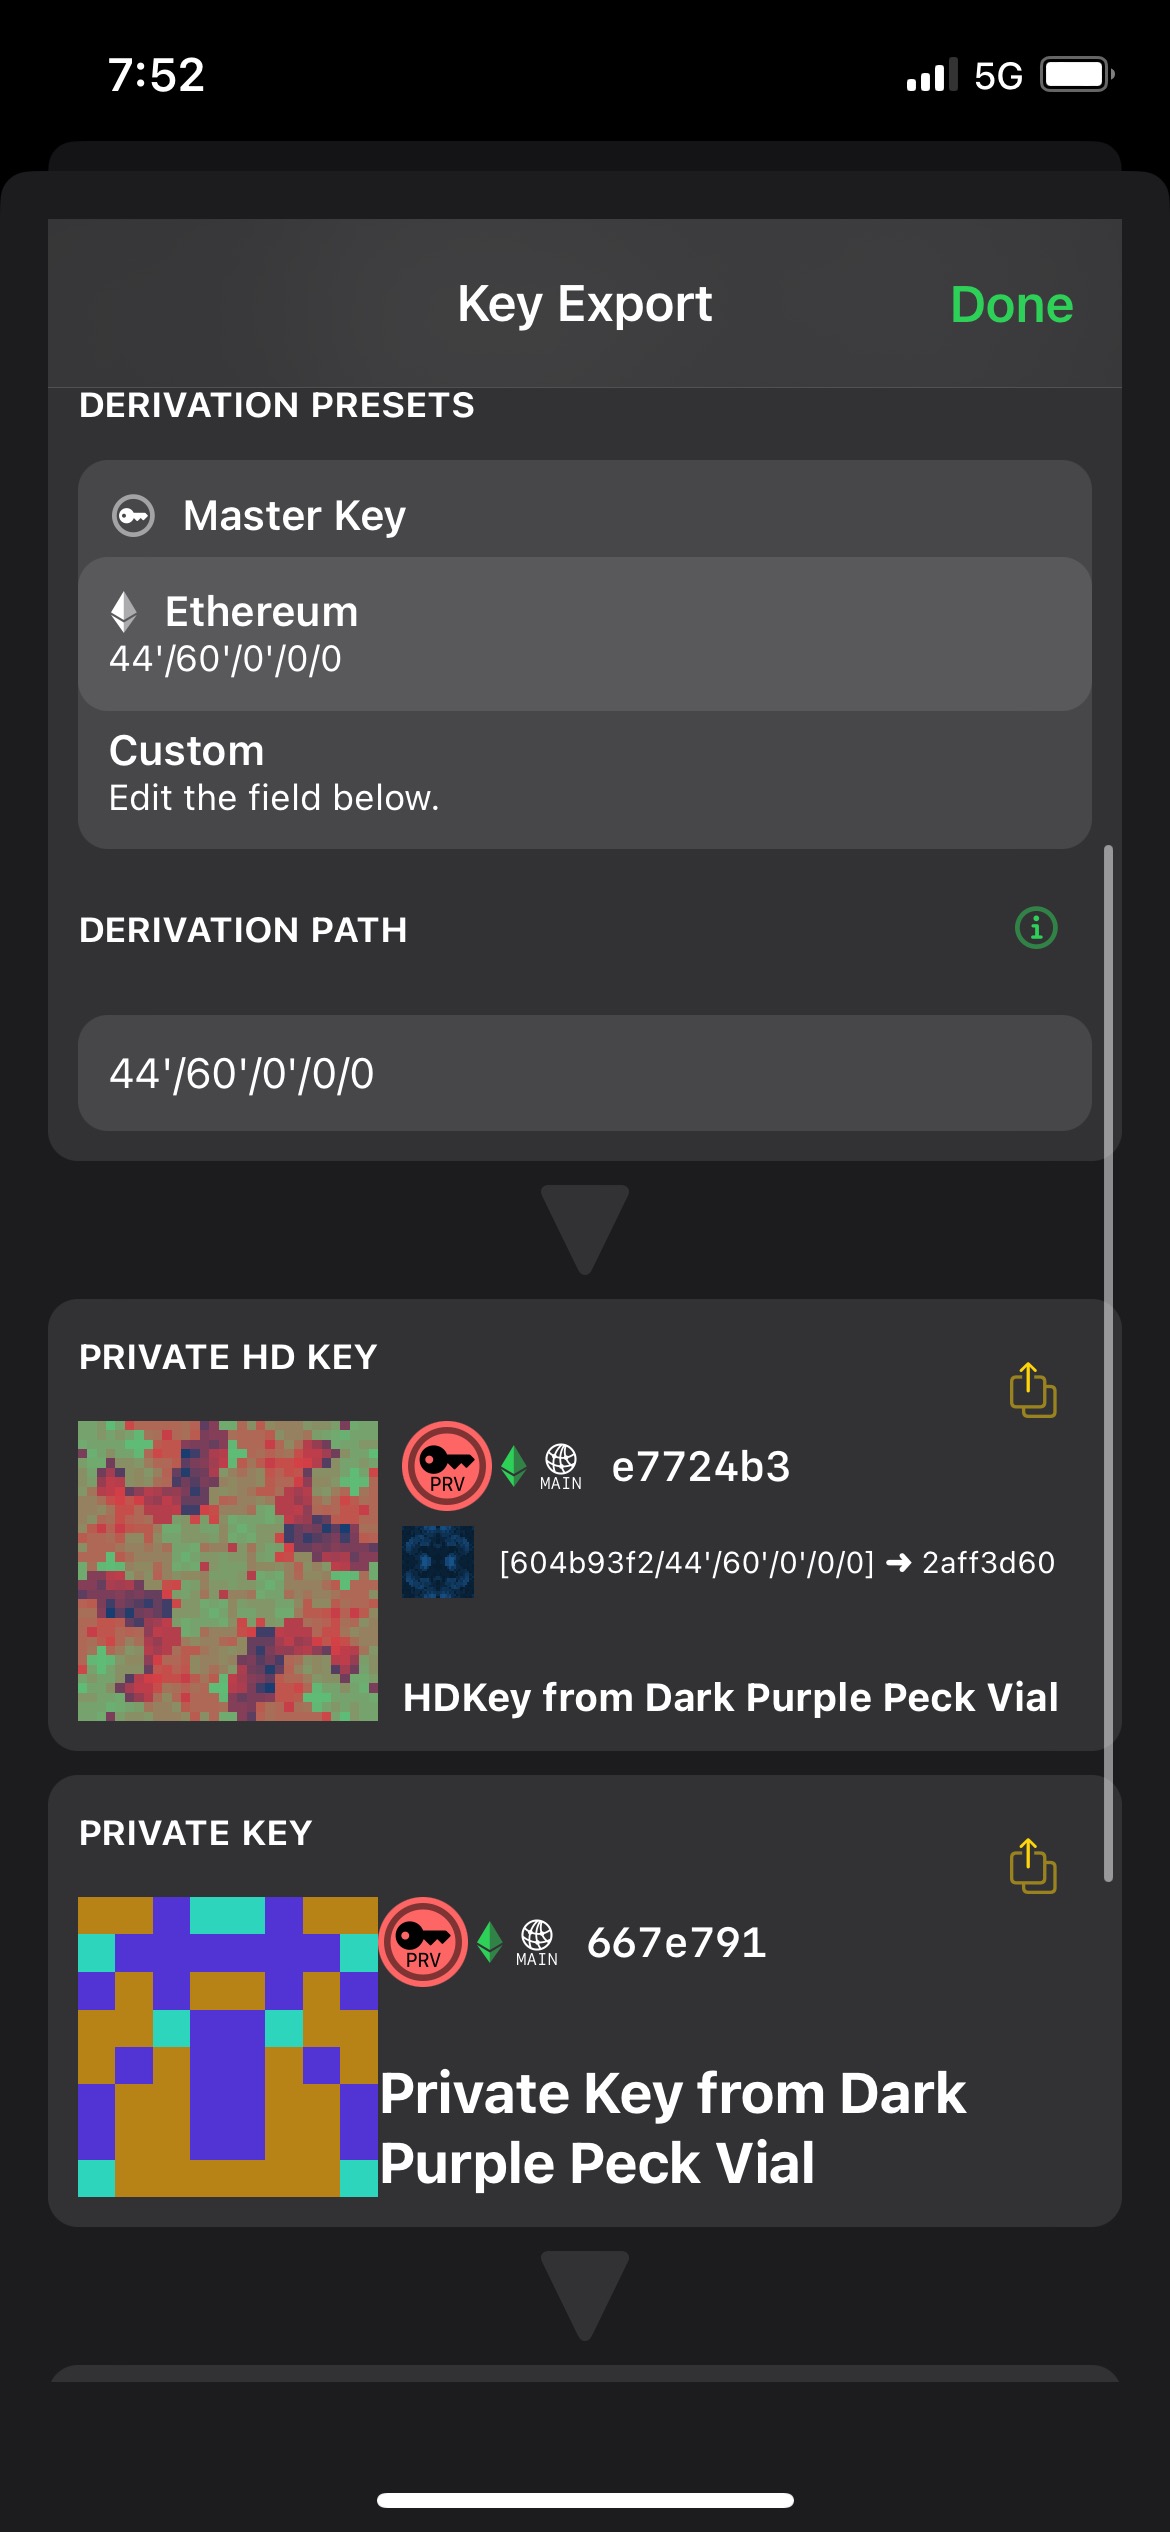 7:52
5G
Key Export
Done
DERIVATION PRESETS
Master Key
Ethereum
44'/60'/0'/0/0
Custom
Edit the field below.
DERIVATION PATH
44'/60'/0'/0/0
PRIVATE HD KEY
PRV
MAIN
e7724b3
[604b93f2/44'/60'/0'/0/0] ➜ 2aff3d60
HDKey from Dark Purple Peck Vial
PRIVATE KEY
PRV
MAIN
667e791
Private Key from Dark
Purple Peck Vial